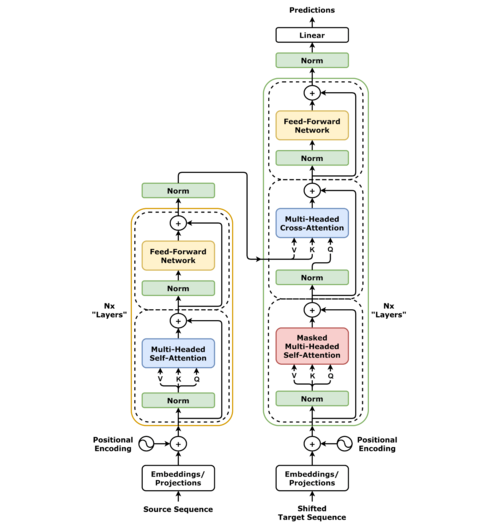 Predictions
Linear
Norm
+
Feed-Forward
Network
Norm
+
Multi-Headed
Cross-Attention
V K Q
Norm
+
Masked
Multi-Headed
Self-Attention
V K Q
Norm
Nx
"Layers"
+
Positional
Encoding
Embeddings/
Projections
Shifted
Target Sequence
Norm
+
Feed-Forward
Network
Norm
+
Multi-Headed
Self-Attention
V K Q
Norm
Nx
"Layers"
Positional
Encoding
+
Embeddings/
Projections
Source Sequence